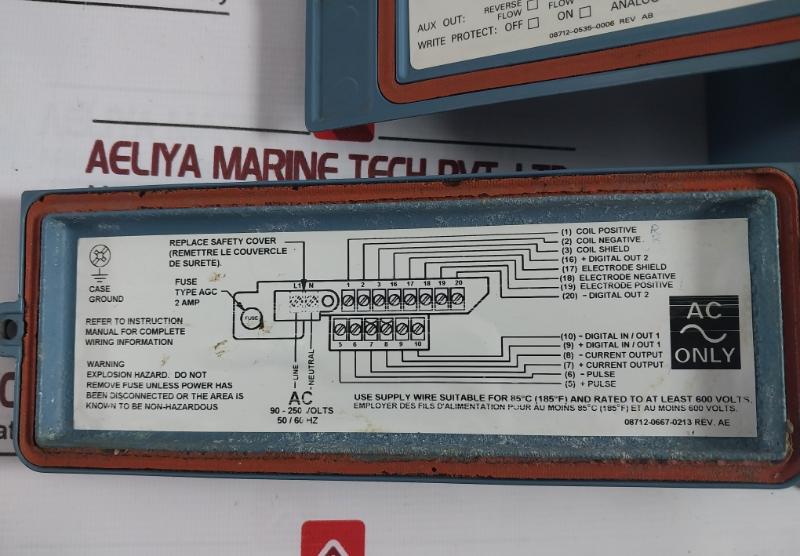 REVERSE FLOW
FLOW
AUX OUT:
ON
ANALOG
WRITE PROTECT: OFF
08712-0535-0006 REV AB
AELIYA MARINE TECH PVT. LTD
REPLACE SAFETY COVER
(REMETTRE LE COUVERCLE
DE SURETE).
CASE
GROUND
FUSE
TYPE AGC
2 AMP
FUSE
L1 N
1 2 3 16 17 18 19 20
5 6 7 8 9 10
(1) COIL POSITIVE R
(2) COIL NEGATIVE
(3) COIL SHIELD
(16) + DIGITAL OUT 2
(17) ELECTRODE SHIELD
(18) ELECTRODE NEGATIVE
(19) ELECTRODE POSITIVE
(20) - DIGITAL OUT 2
AC
ONLY
REFER TO INSTRUCTION
MANUAL FOR COMPLETE
WIRING INFORMATION
(10) - DIGITAL IN / OUT 1
(9) + DIGITAL IN / OUT 1
(8) - CURRENT OUTPUT
(7) + CURRENT OUTPUT
(6) - PULSE
(5) + PULSE
WARNING
EXPLOSION HAZARD. DO NOT
REMOVE FUSE UNLESS POWER HAS
BEEN DISCONNECTED OR THE AREA IS
KNOWN TO BE NON-HAZARDOUS
LINE
NEUTRAL
AC
90 - 250 VOLTS
50 / 60 HZ
USE SUPPLY WIRE SUITABLE FOR 85°C (185°F) AND RATED TO AT LEAST 600 VOLTS.
EMPLOYER DES FILS D'ALIMENTATION POUR AU MOINS 85°C (185°F) ET AU MOINS 600 VOLTS.
08712-0667-0213 REV. AE